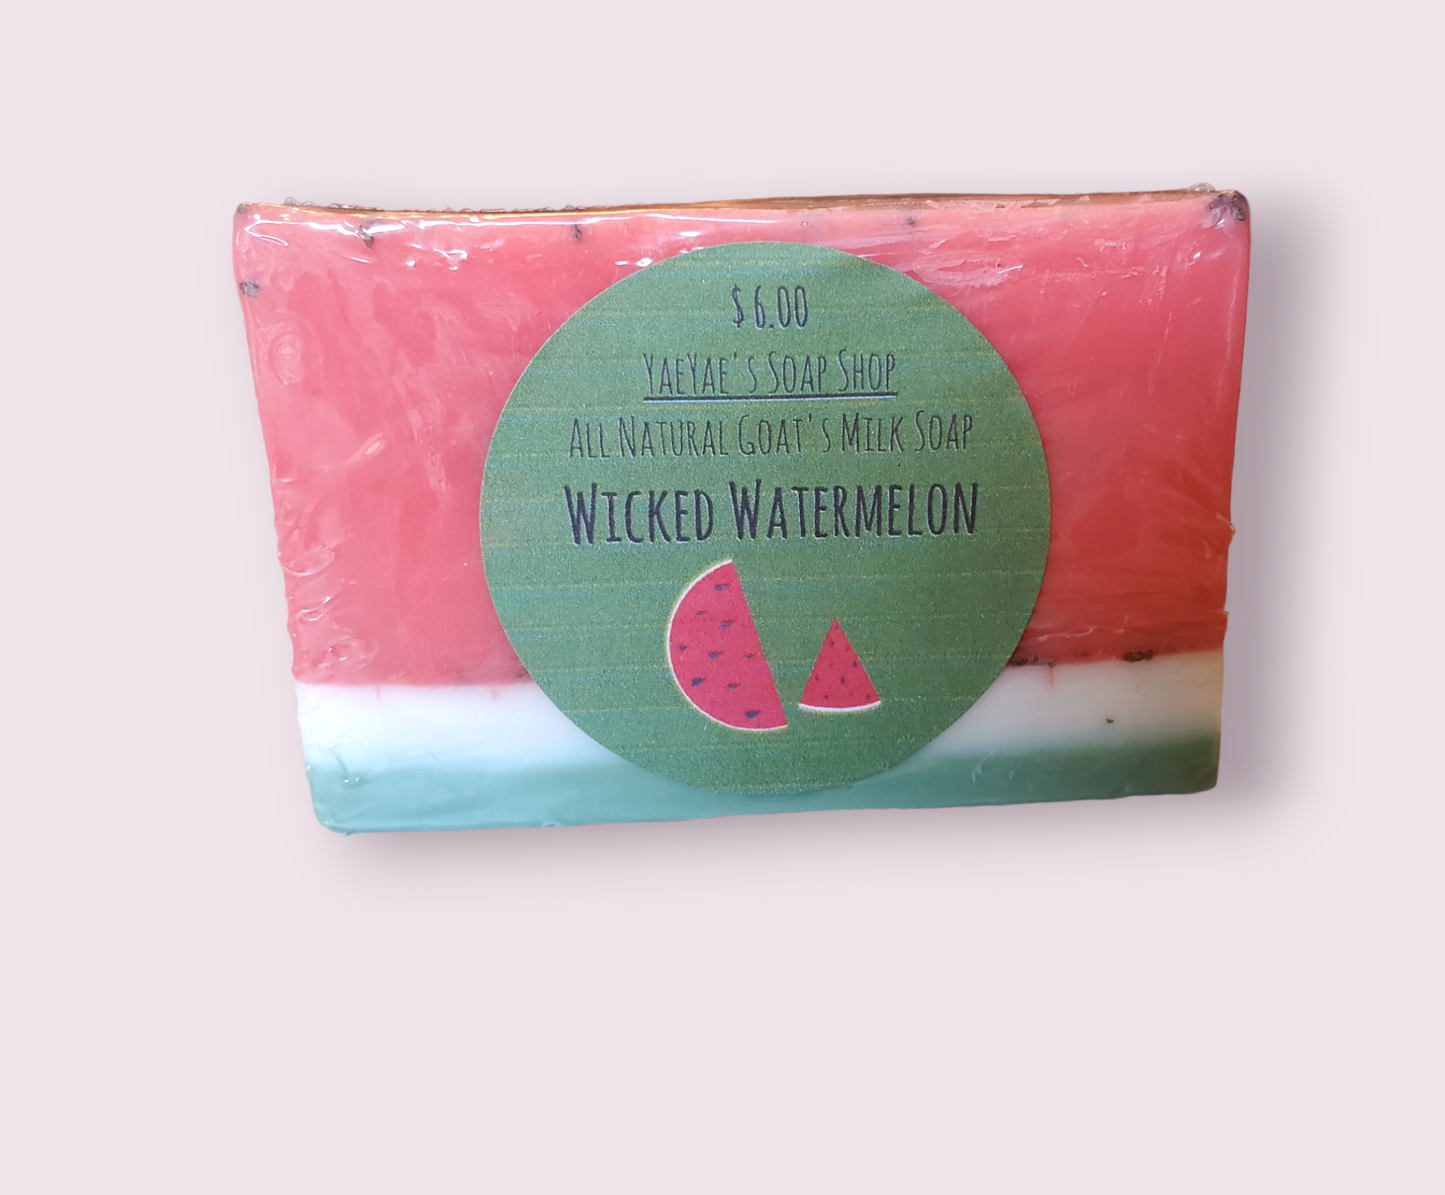 $6.00
YaeYae's Soap Shop
All Natural Goat's Milk Soap
Wicked Watermelon